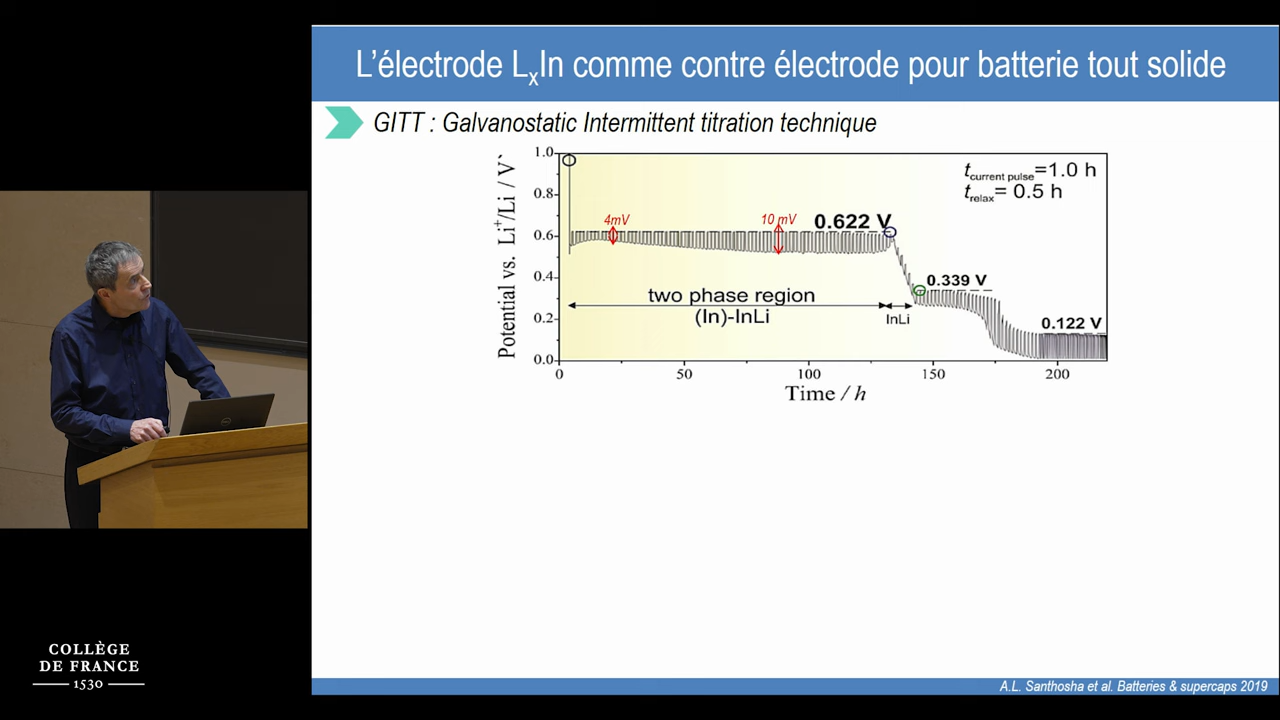 L'électrode LxIn comme contre électrode pour batterie tout solide
GITT : Galvanostatic Intermittent titration technique
Potential vs. Li+/Li / V`
1.0
0.8
0.6
0.4
0.2
0.0
4mV
10 mV
0.622 V
tcurrent pulse=1.0 h
trelax= 0.5 h
0.339 V
0.122 V
two phase region
(In)-InLi
InLi
0
50
100
150
200
Time / h
COLLÈGE
DE FRANCE
1530
A.L. Santhosha et al. Batteries & supercaps 2019